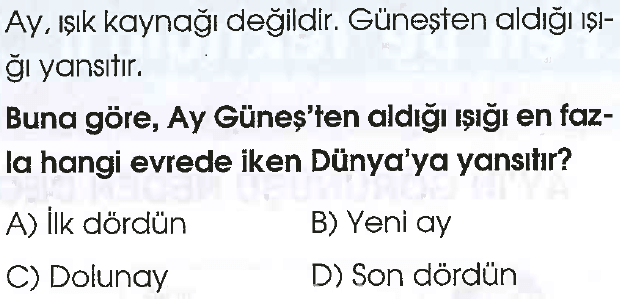 Ay, ışık kaynağı değildir. Güneşten aldığı ışı-
ğı yansıtır.
Buna göre, Ay Güneş'ten aldığı ışığı en faz-
la hangi evrede iken Dünya'ya yansıtır?
A) İlk dördün B) Yeni ay
C) Dolunay D) Son dördün